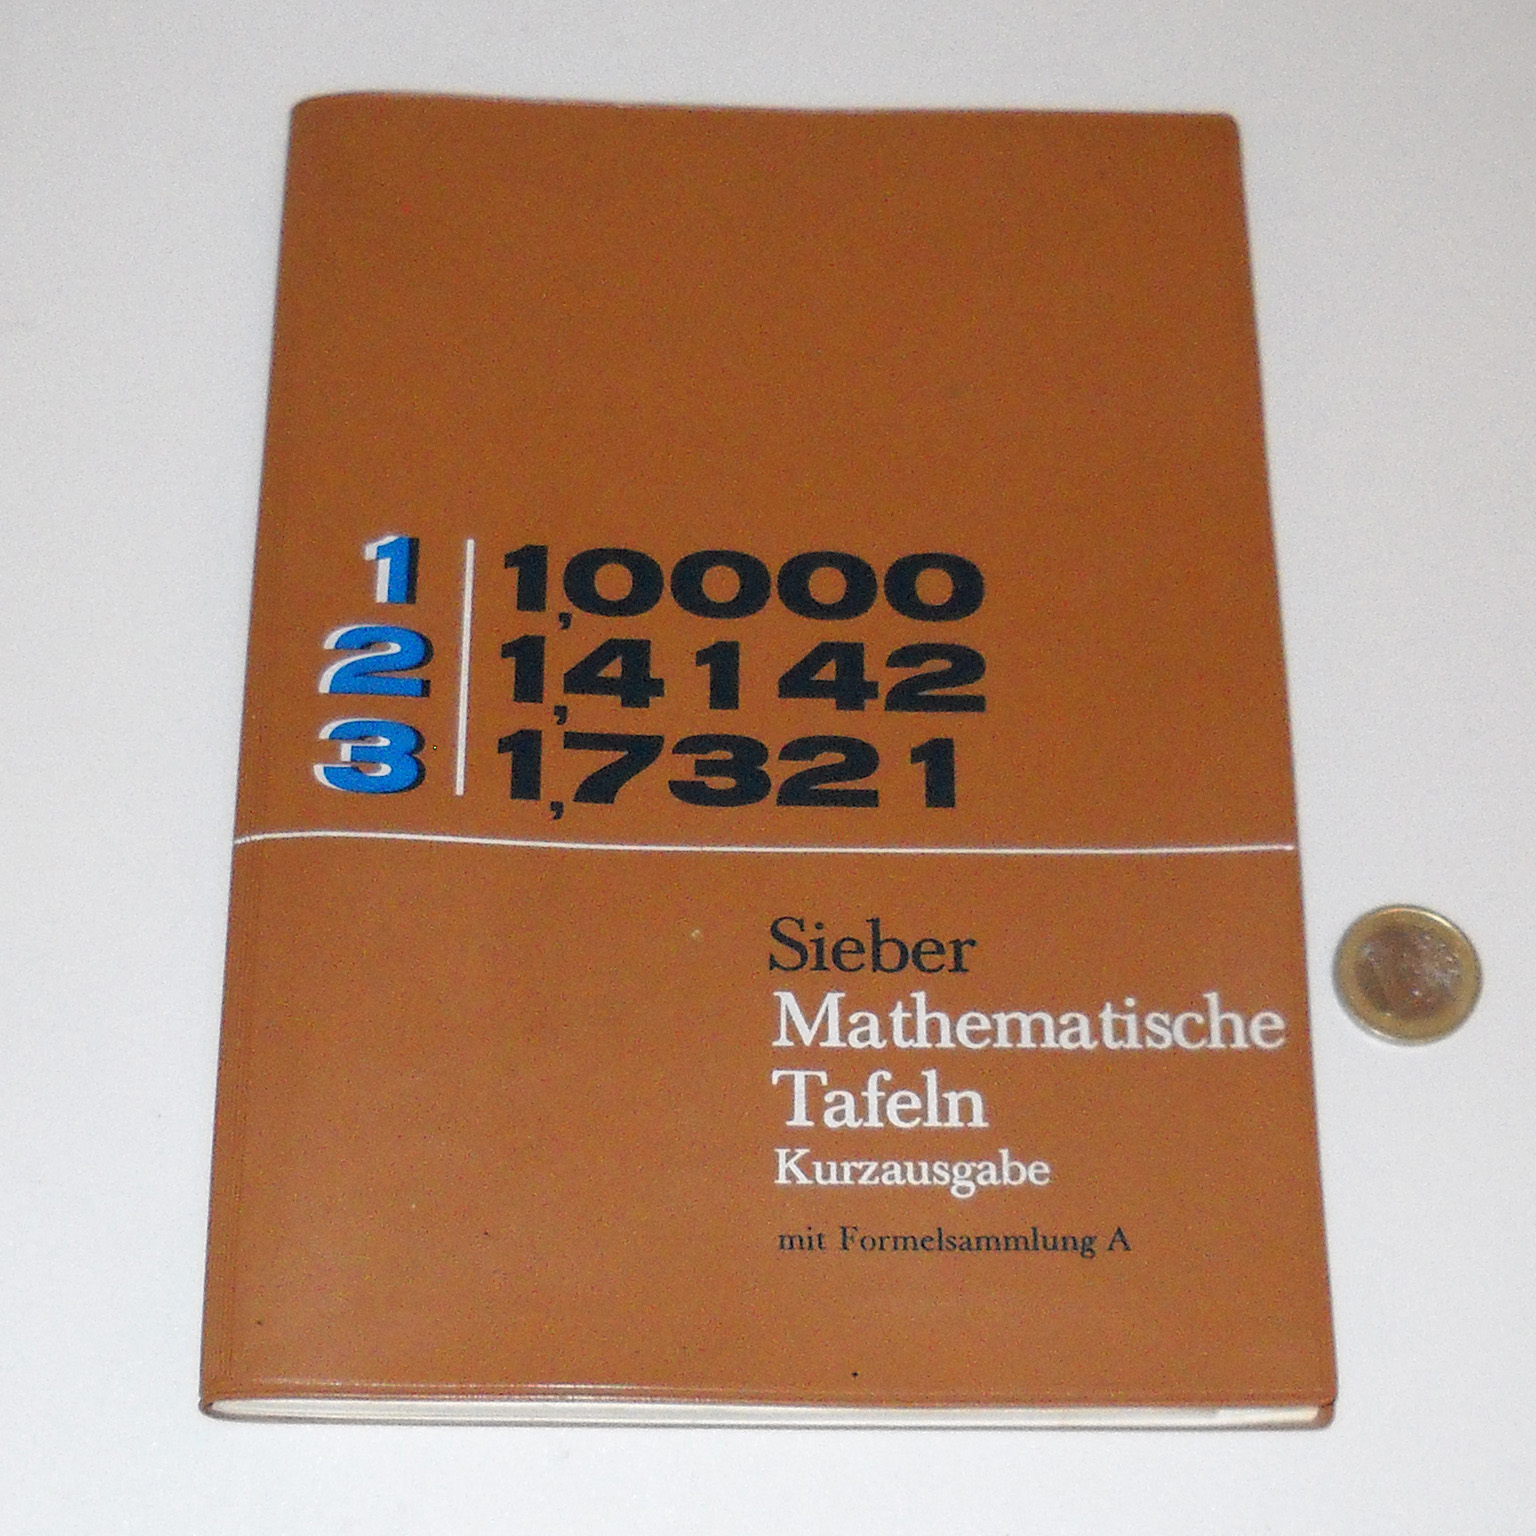 1 1,0000
2 1,4142
3 1,7321
Sieber
Mathematische
Tafeln
Kurzausgabe
mit Formelsammlung A